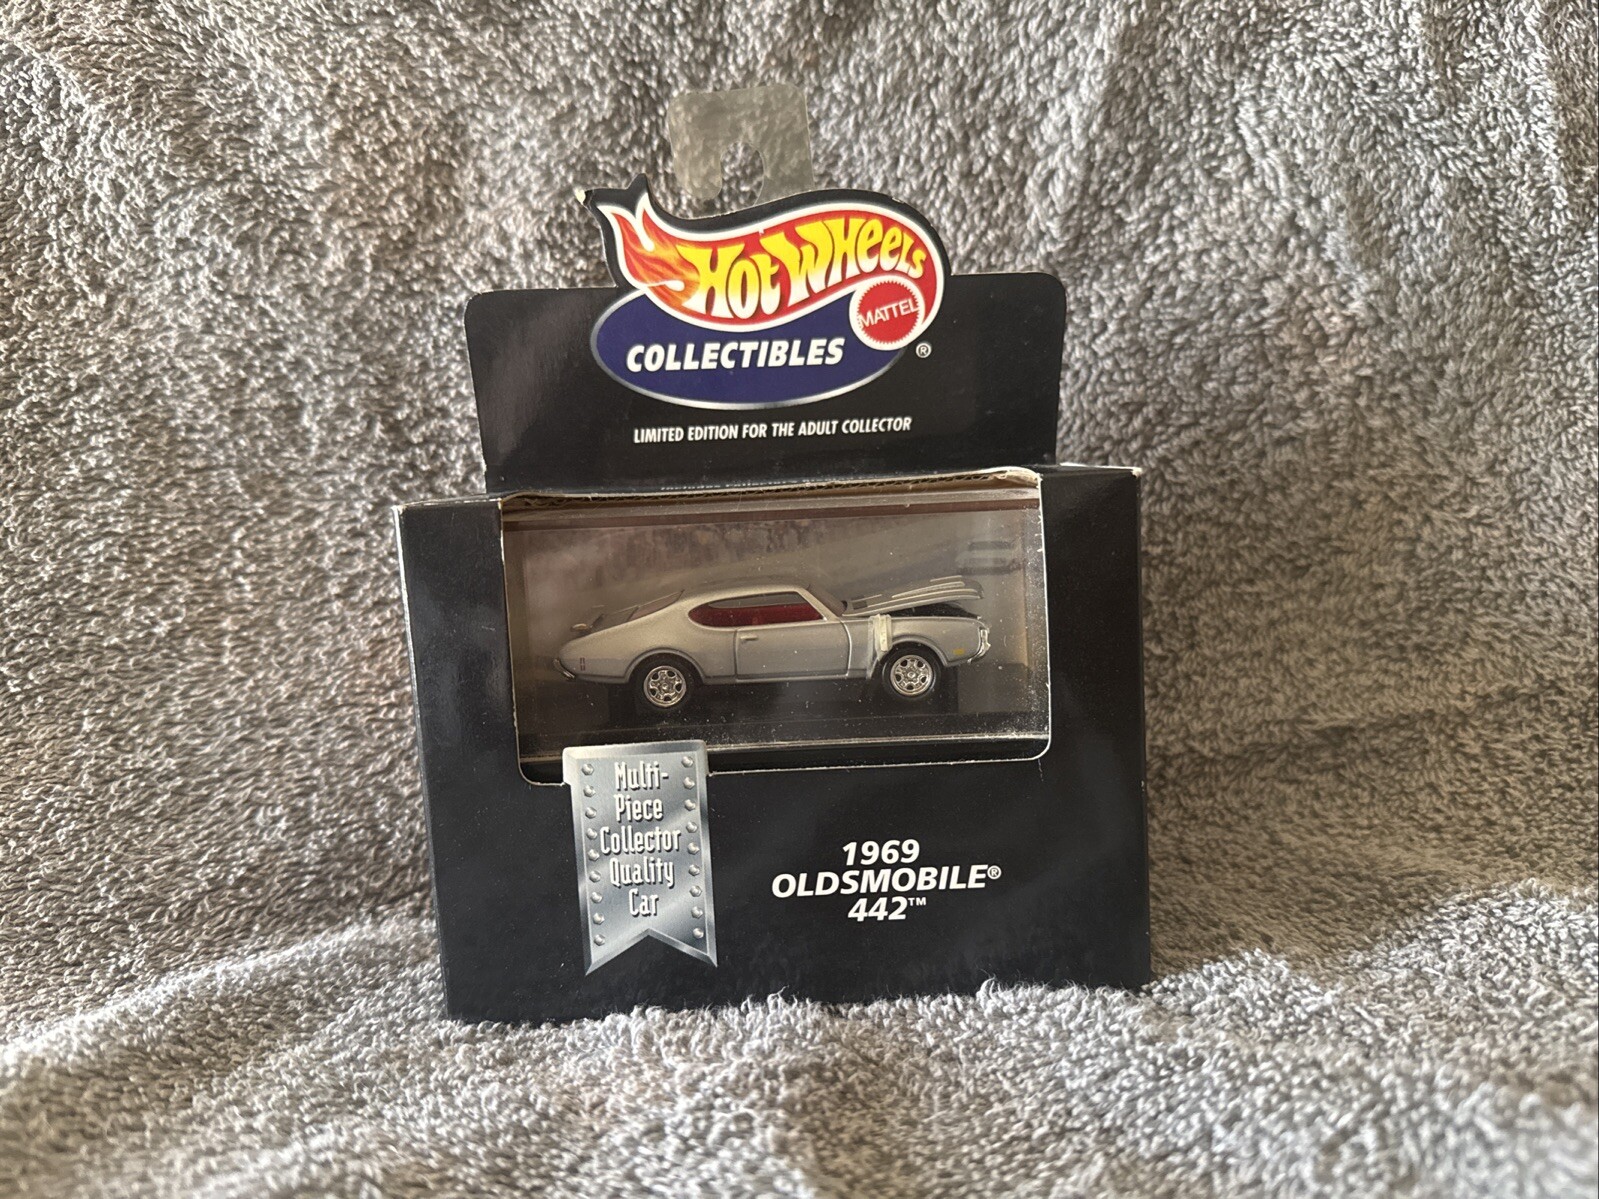 HOT WHEELS
MATTEL
COLLECTIBLES ®
LIMITED EDITION FOR THE ADULT COLLECTOR
Multi-
Piece
Collector
Quality
Car
1969
OLDSMOBILE®
442™